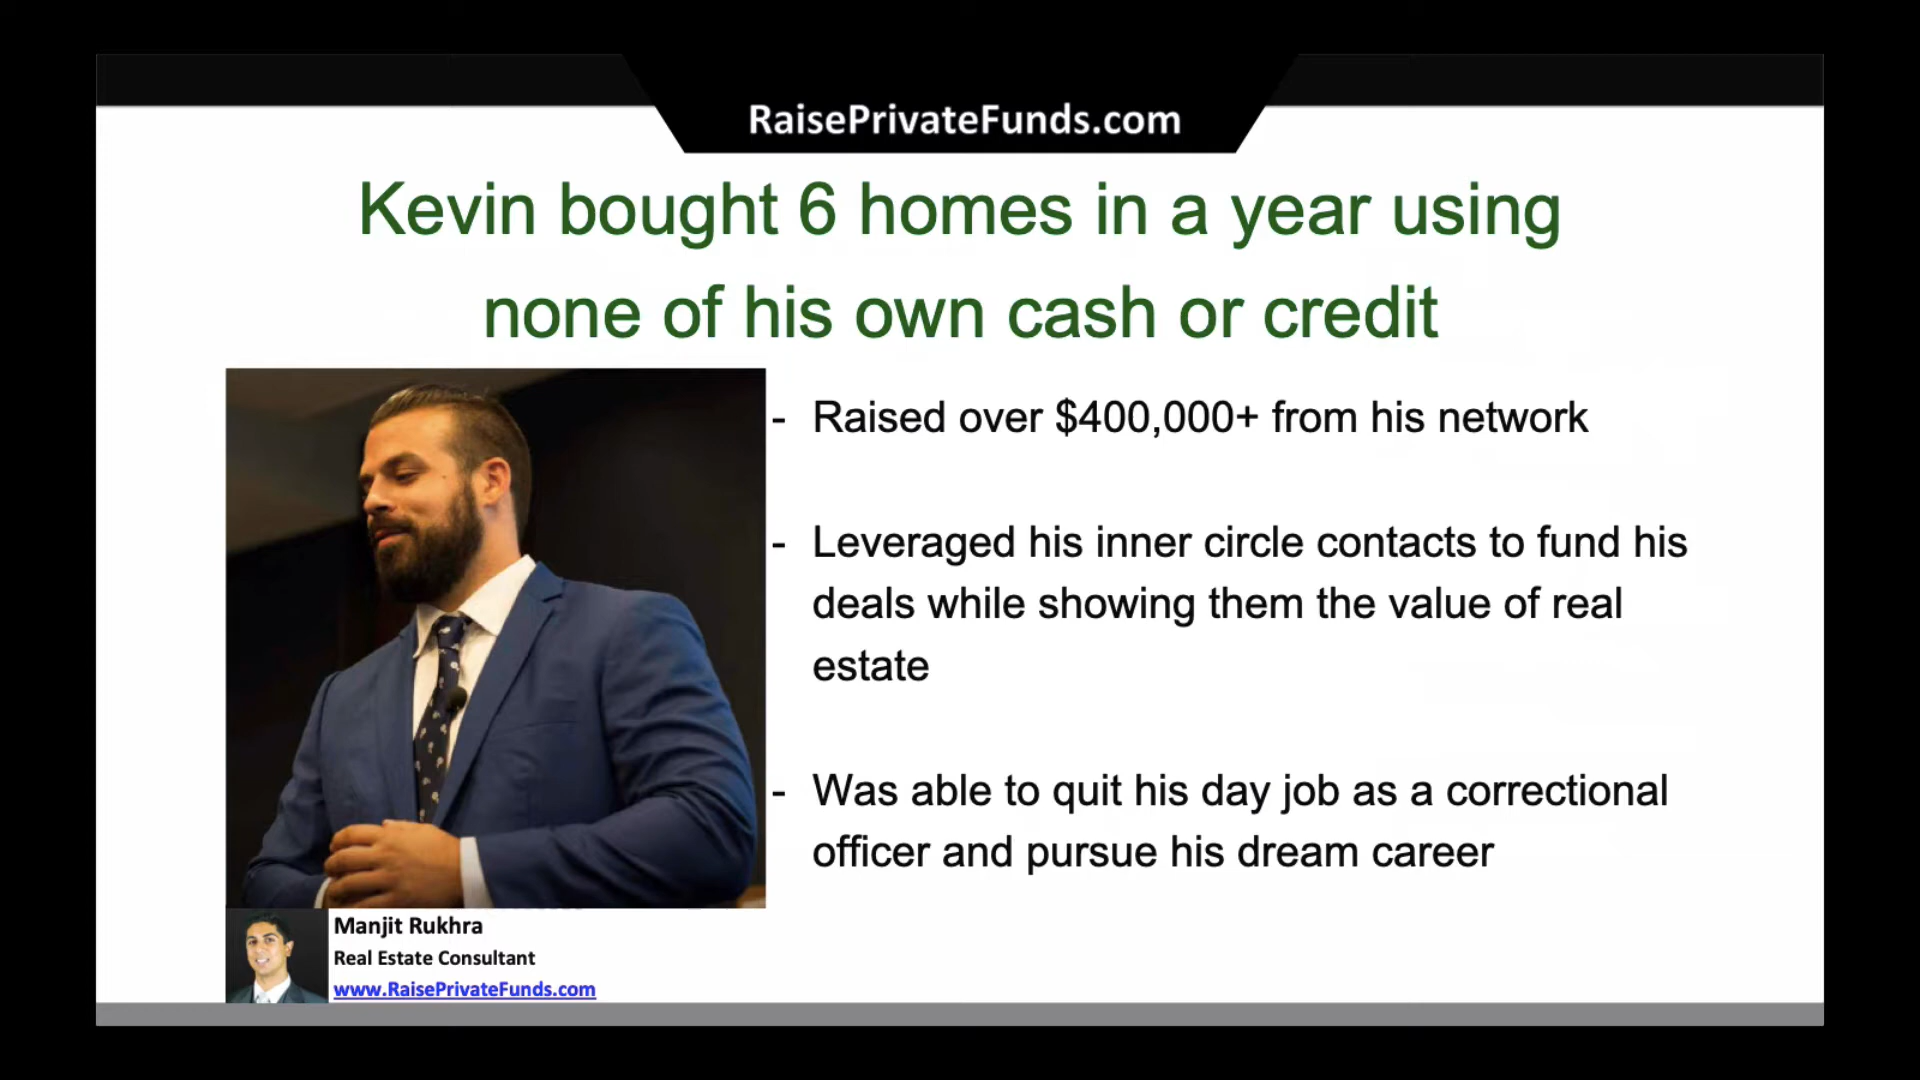 RaisePrivateFunds.com
Kevin bought 6 homes in a year using
none of his own cash or credit
- Raised over $400,000+ from his network
- Leveraged his inner circle contacts to fund his
deals while showing them the value of real
estate
- Was able to quit his day job as a correctional
officer and pursue his dream career
Manjit Rukhra
Real Estate Consultant
www.RaisePrivateFunds.com